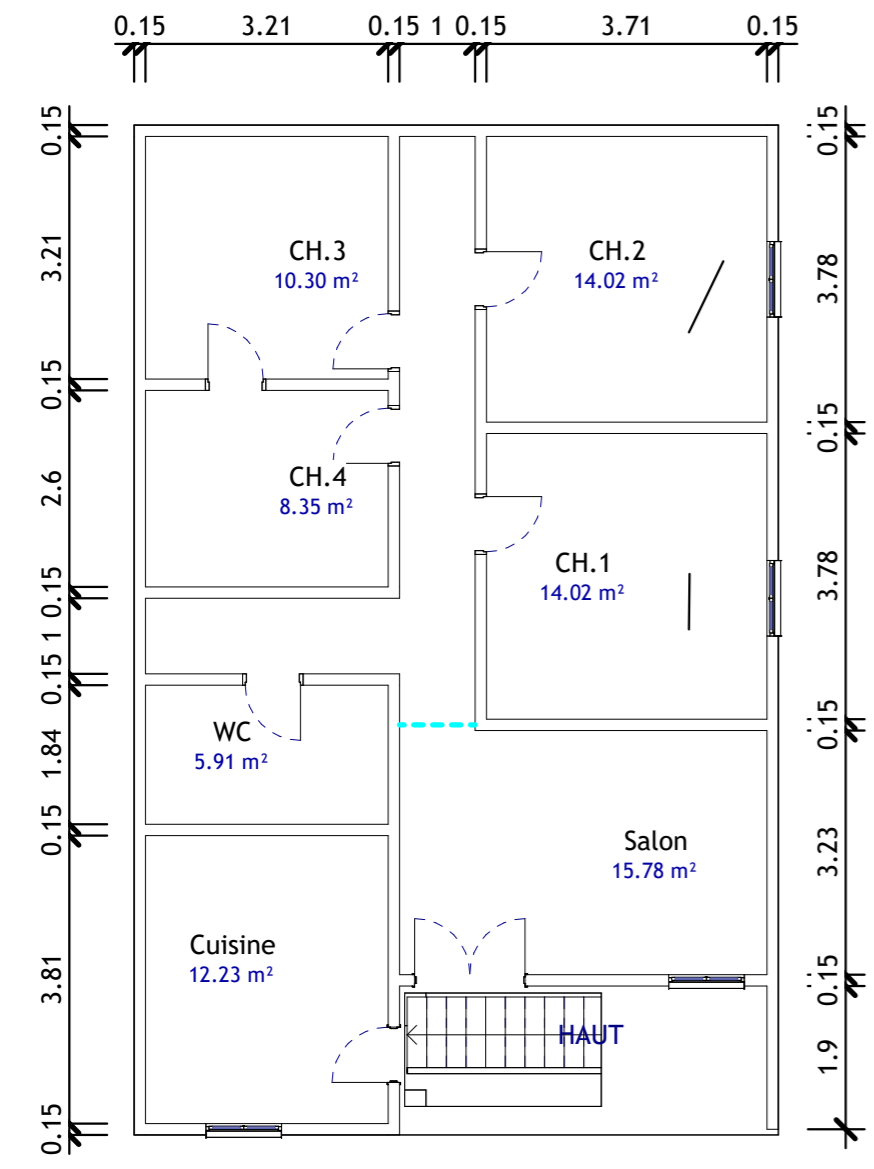 0.15 3.21 0.15 1 0.15 3.71 0.15
0.15
3.21
0.15
2.6
0.15
1
0.15
1.84
0.15
3.81
0.15
CH.3
10.30 m²
CH.2
14.02 m²
CH.4
8.35 m²
CH.1
14.02 m²
WC
5.91 m²
Salon
15.78 m²
Cuisine
12.23 m²
HAUT
0.15
3.78
0.15
3.78
0.15
3.23
0.15
1.9